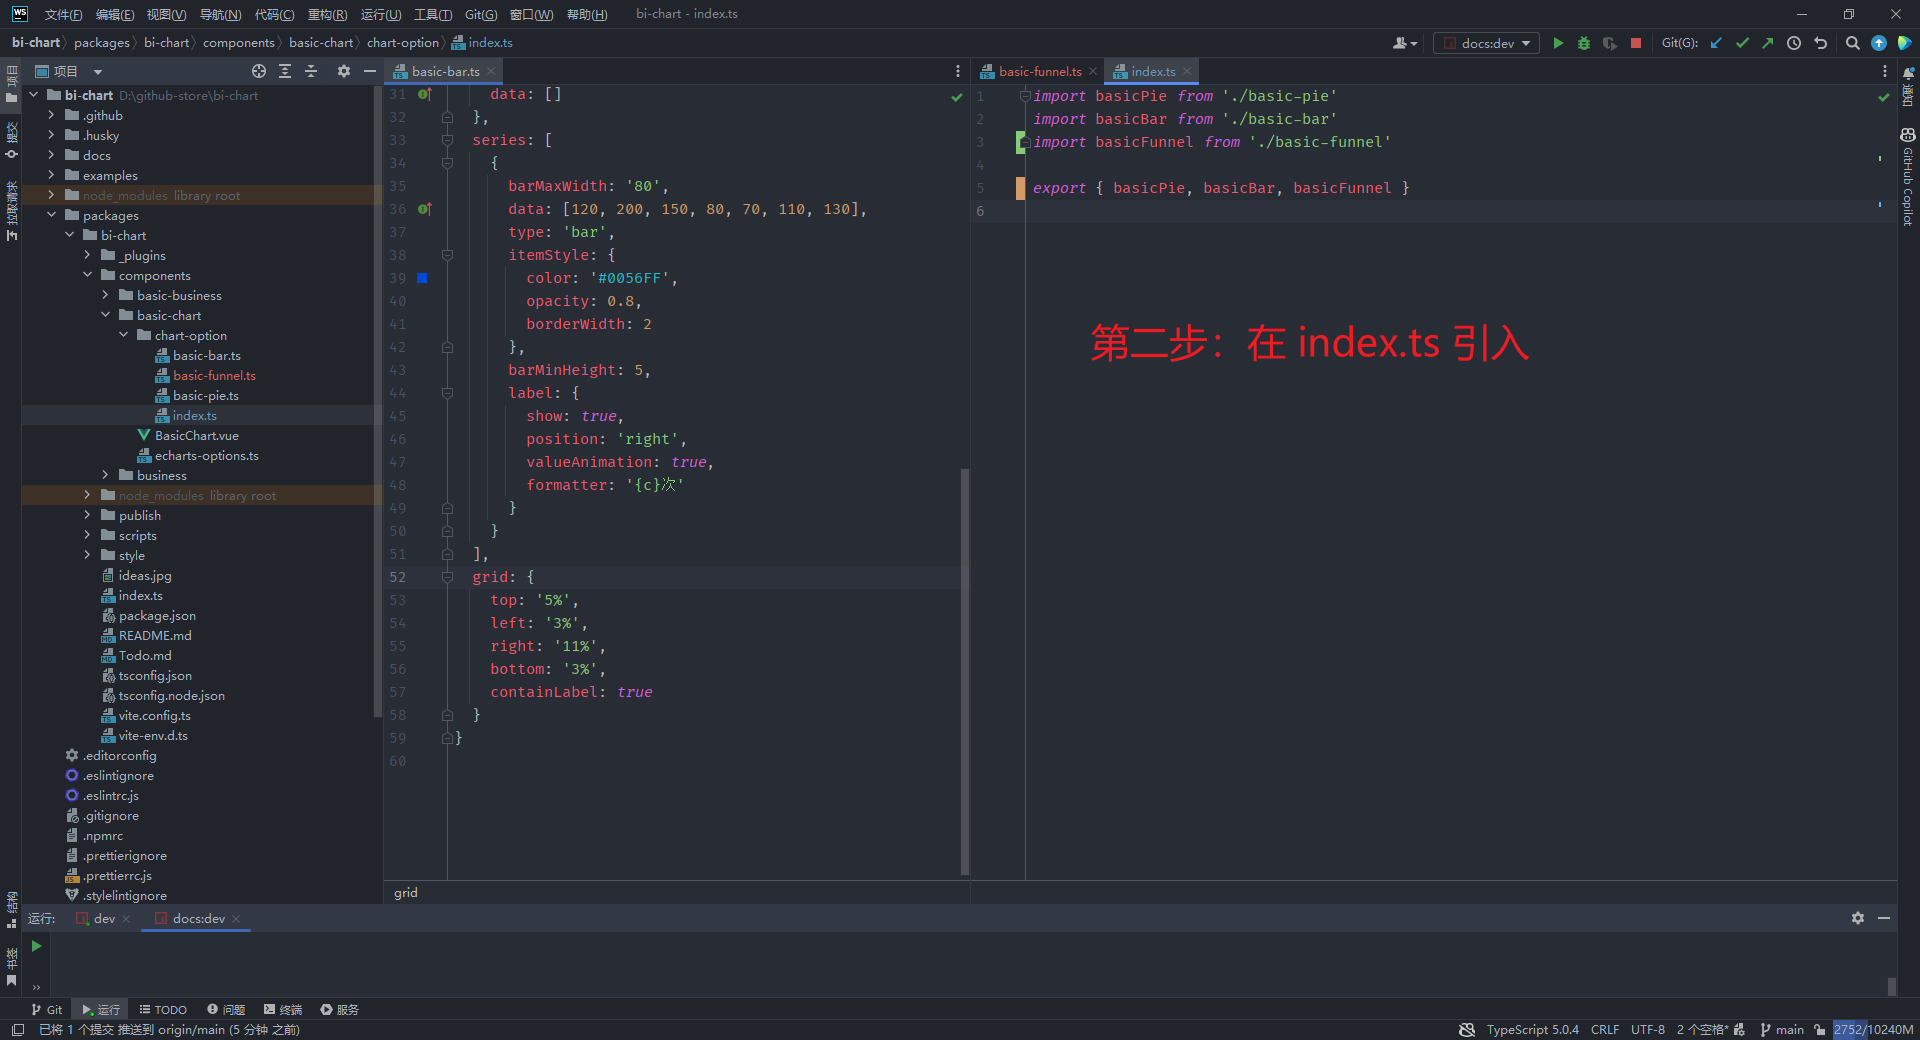 WS 文件(F) 编辑(E) 视图(V) 导航(N) 代码(C) 重构(R) 运行(U) 工具(T) Git(G) 窗口(W) 帮助(H) bi-chart - index.ts
bi-chart packages bi-chart components basic-chart chart-option index.ts docs:dev Git(G):
项目
提交
拉取请求
结构
书签
项目
bi-chart D:\github-store\bi-chart
.github
.husky
docs
examples
node_modules library root
packages
bi-chart
_plugins
components
basic-business
basic-chart
chart-option
basic-bar.ts
basic-funnel.ts
basic-pie.ts
index.ts
BasicChart.vue
echarts-options.ts
business
node_modules library root
publish
scripts
style
ideas.jpg
index.ts
package.json
README.md
Todo.md
tsconfig.json
tsconfig.node.json
vite.config.ts
vite-env.d.ts
.editorconfig
.eslintignore
.eslintrc.js
.gitignore
.npmrc
.prettierignore
.prettierrc.js
.stylelintignore
basic-bar.ts
31 data: []
32 },
33 series: [
34 {
35 barMaxWidth: '80',
36 data: [120, 200, 150, 80, 70, 110, 130],
37 type: 'bar',
38 itemStyle: {
39 color: '#0056FF',
40 opacity: 0.8,
41 borderWidth: 2
42 },
43 barMinHeight: 5,
44 label: {
45 show: true,
46 position: 'right',
47 valueAnimation: true,
48 formatter: '{c}次'
49 }
50 }
51 ],
52 grid: {
53 top: '5%',
54 left: '3%',
55 right: '11%',
56 bottom: '3%',
57 containLabel: true
58 }
59 }
60
grid
basic-funnel.ts index.ts
1 import basicPie from './basic-pie'
2 import basicBar from './basic-bar'
3 import basicFunnel from './basic-funnel'
4
5 export { basicPie, basicBar, basicFunnel }
6
第二步：在 index.ts 引入
通知
GitHub Copilot
运行: dev docs:dev
Git 运行 TODO 问题 终端 服务
已将 1 个提交 推送到 origin/main (5 分钟 之前) TypeScript 5.0.4 CRLF UTF-8 2 个空格* main 2752/10240M